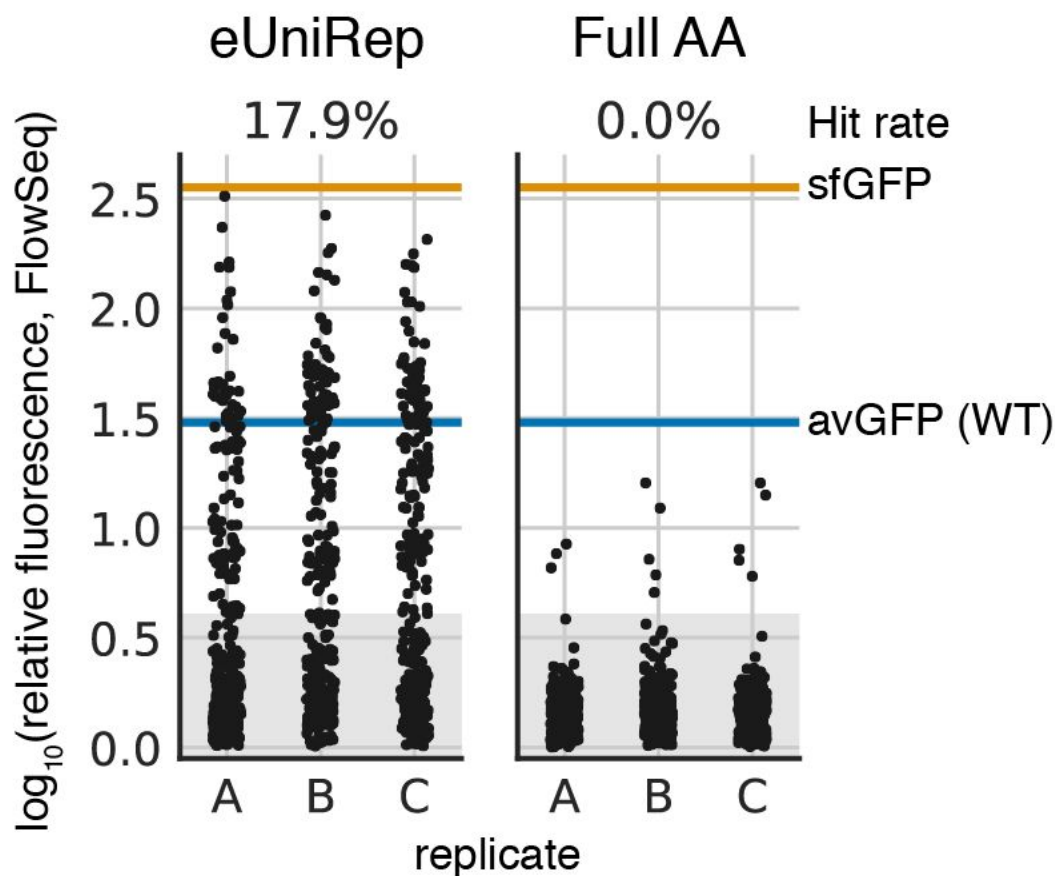 eUniRep Full AA
17.9% 0.0% Hit rate
sfGFP
avGFP (WT)
log₁₀(relative fluorescence, FlowSeq)
2.5
2.0
1.5
1.0
0.5
0.0
A B C A B C
replicate